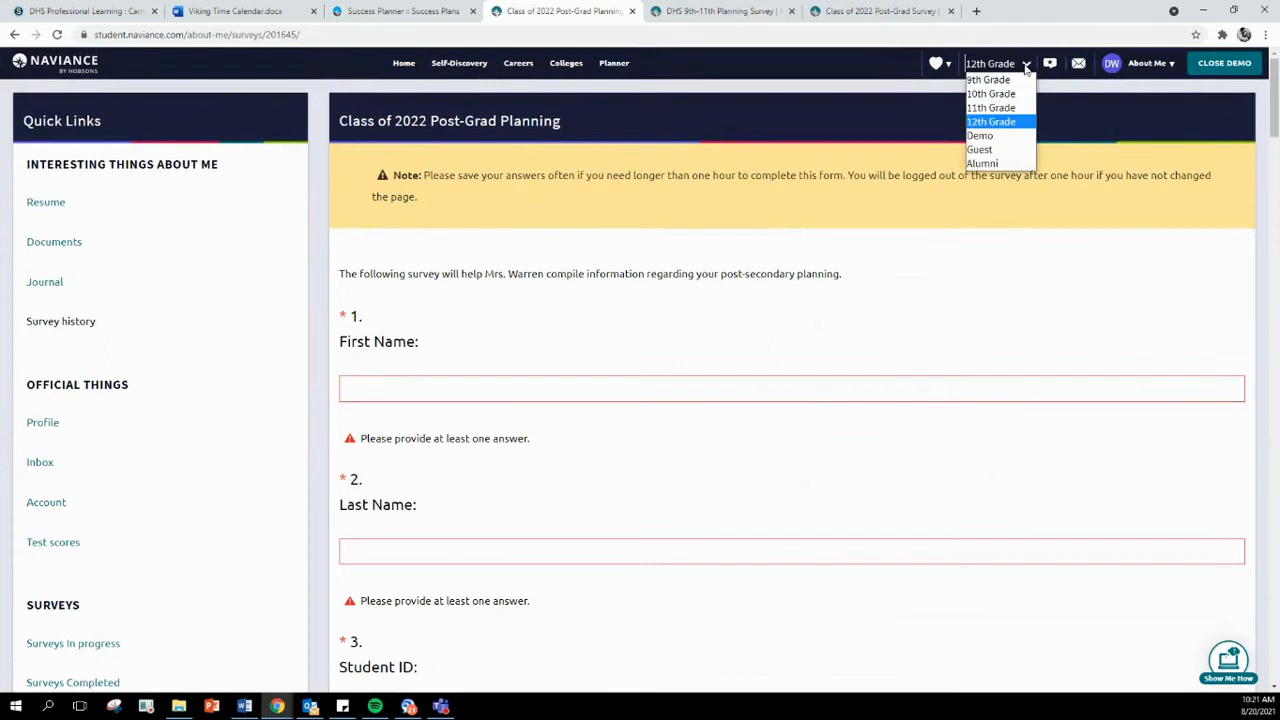 DHS Professional Learning : Can
Viking Time Calendar.docx
Success Planner :: Success Plans
Class of 2022 Post-Grad Planning
DHS 9th-11th Planning Survey |
Class of 2022 Post-Grad Survey |
student.naviance.com/about-me/surveys/201645/
NAVIANCE
BY HOBSONS
Home
Self-Discovery
Careers
Colleges
Planner
12th Grade
DW
About Me
CLOSE DEMO
9th Grade
10th Grade
11th Grade
12th Grade
Demo
Guest
Alumni
Quick Links
INTERESTING THINGS ABOUT ME
Resume
Documents
Journal
Survey history
OFFICIAL THINGS
Profile
Inbox
Account
Test scores
SURVEYS
Surveys In progress
Surveys Completed
Class of 2022 Post-Grad Planning
Note: Please save your answers often if you need longer than one hour to complete this form. You will be logged out of the survey after one hour if you have not changed
the page.
The following survey will help Mrs. Warren compile information regarding your post-secondary planning.
* 1.
First Name:
Please provide at least one answer.
* 2.
Last Name:
Please provide at least one answer.
* 3.
Student ID:
Show Me How
10:21 AM
8/20/2021